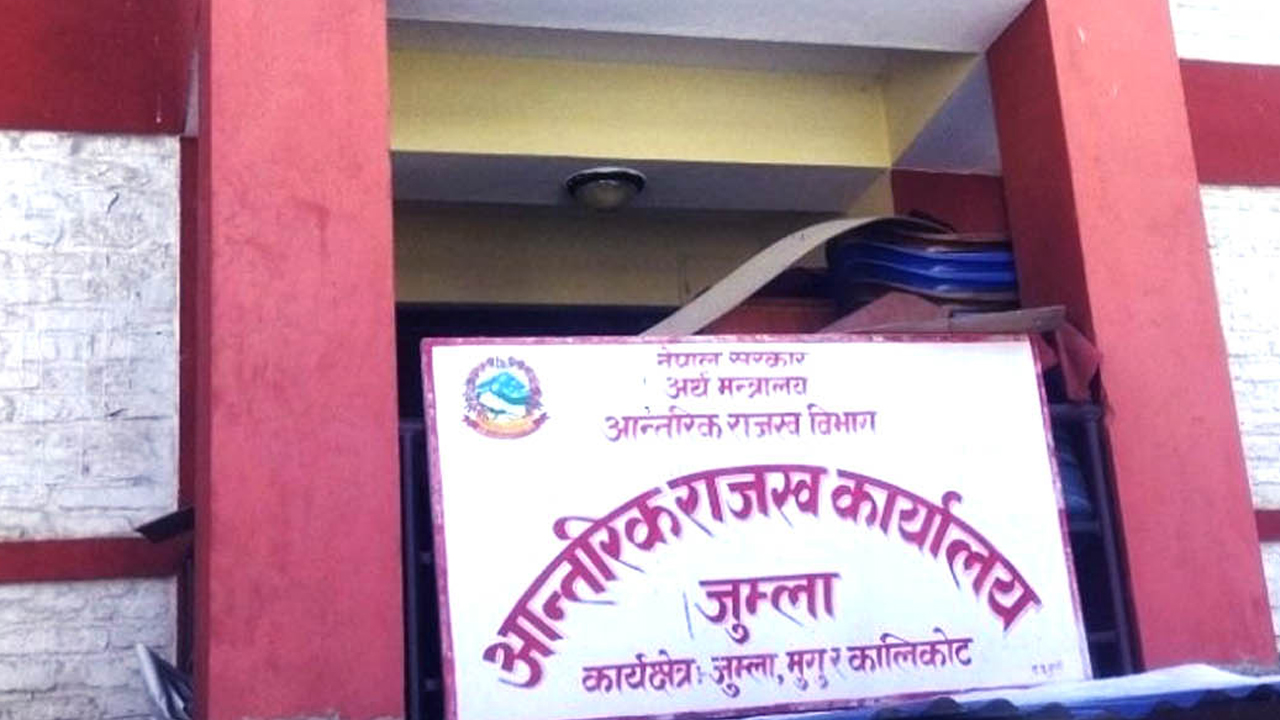 नेपाल सरकार
अर्थ मन्त्रालय
आन्तरिक राजस्व विभाग
आन्तरिक राजस्व कार्यालय
जुम्ला
कार्यक्षेत्रः जुम्ला, मुगु र कालिकोट